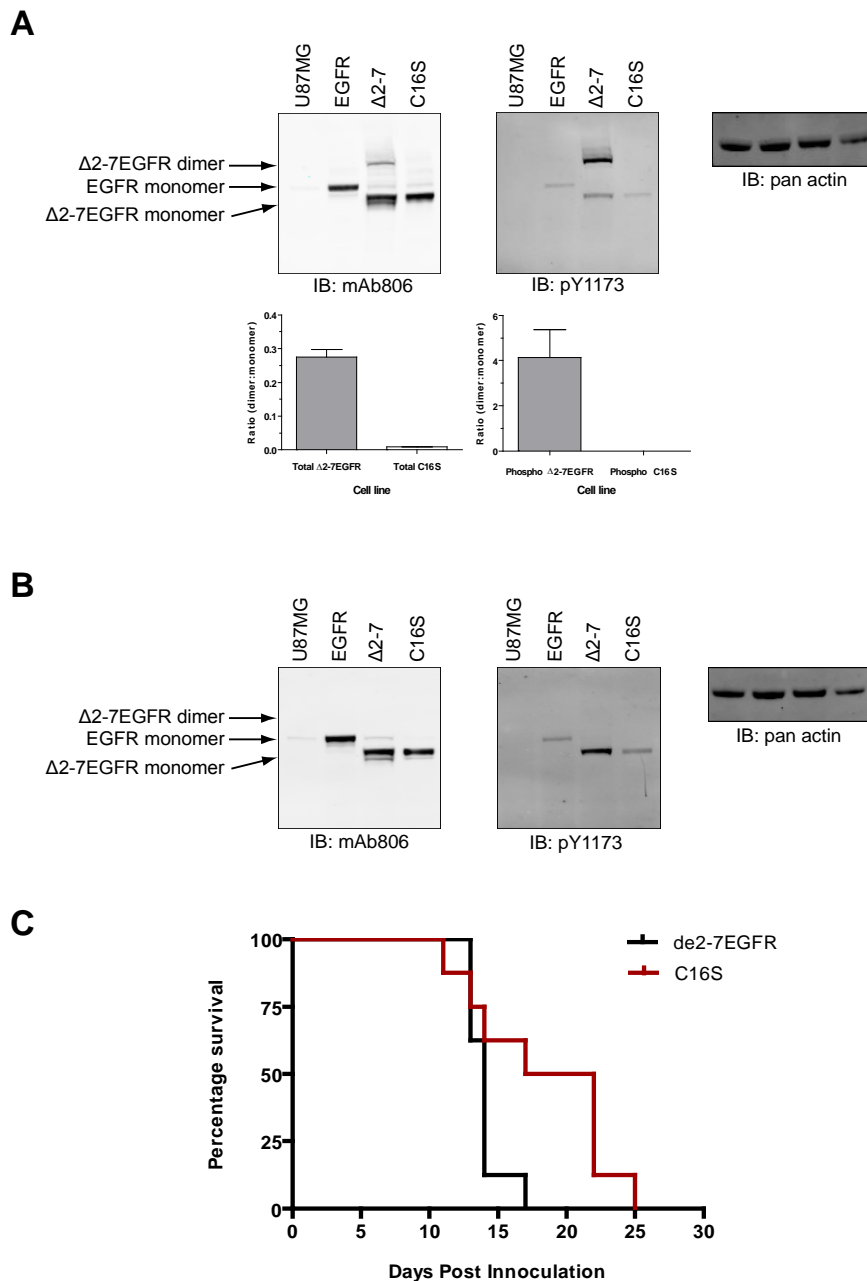 A
U87MG
EGFR
Δ2-7
C16S
U87MG
EGFR
Δ2-7
C16S
Δ2-7EGFR dimer
EGFR monomer
Δ2-7EGFR monomer
IB: mAb806
IB: pY1173
IB: pan actin
Ratio (dimer:monomer)
0.4
0.3
0.2
0.1
0.0
Total Δ2-7EGFR
Total C16S
Cell line
Ratio (dimer:monomer)
6
4
2
0
Phospho Δ2-7EGFR
Phospho C16S
Cell line
B
U87MG
EGFR
Δ2-7
C16S
U87MG
EGFR
Δ2-7
C16S
Δ2-7EGFR dimer
EGFR monomer
Δ2-7EGFR monomer
IB: mAb806
IB: pY1173
IB: pan actin
C
Percentage survival
100
75
50
25
0
0 5 10 15 20 25 30
Days Post Innoculation
de2-7EGFR
C16S